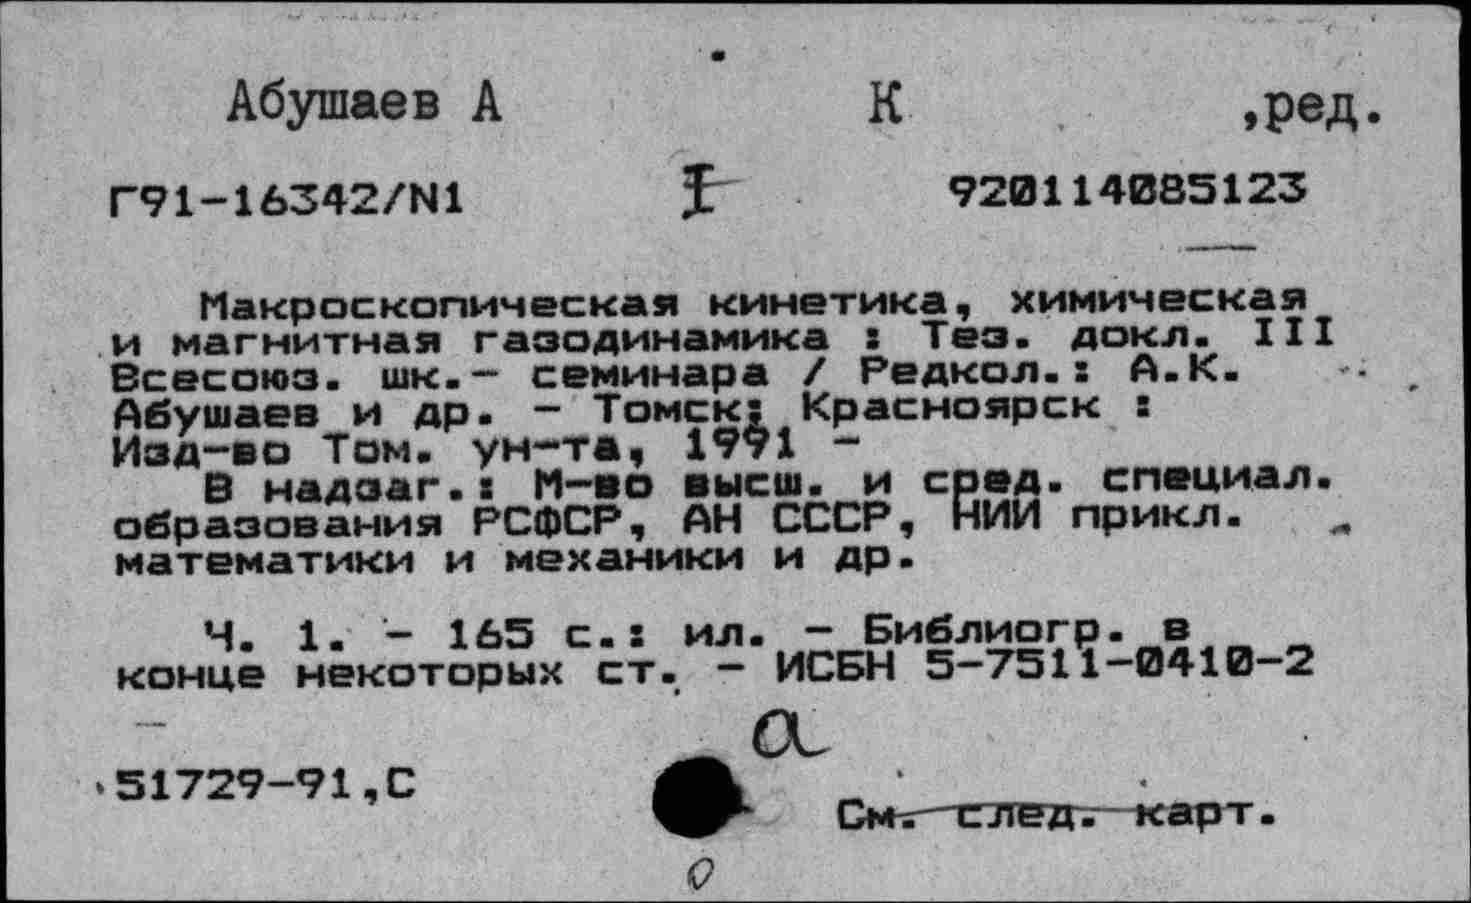 Абушаев А К ,ред.
Г91-16342/N1 I 920114085123
Макроскопическая кинетика, химическая
и магнитная газодинамика : Тез. докл. III
Всесоюз. шк.- семинара / Редкол.: А.К.
Абушаев и др. - Томск; Красноярск :
Изд-во Том. ун-та, 1991 -
В надзаг.: М-во высш. и сред. специал.
образования РСФСР, АН СССР, НИИ прикл.
математики и механики и др.
Ч. 1. - 165 с.: ил. - Библиогр. в
конце некоторых ст. - ИСБН 5-7511-0410-2
а
51729-91,С
См. след. карт.